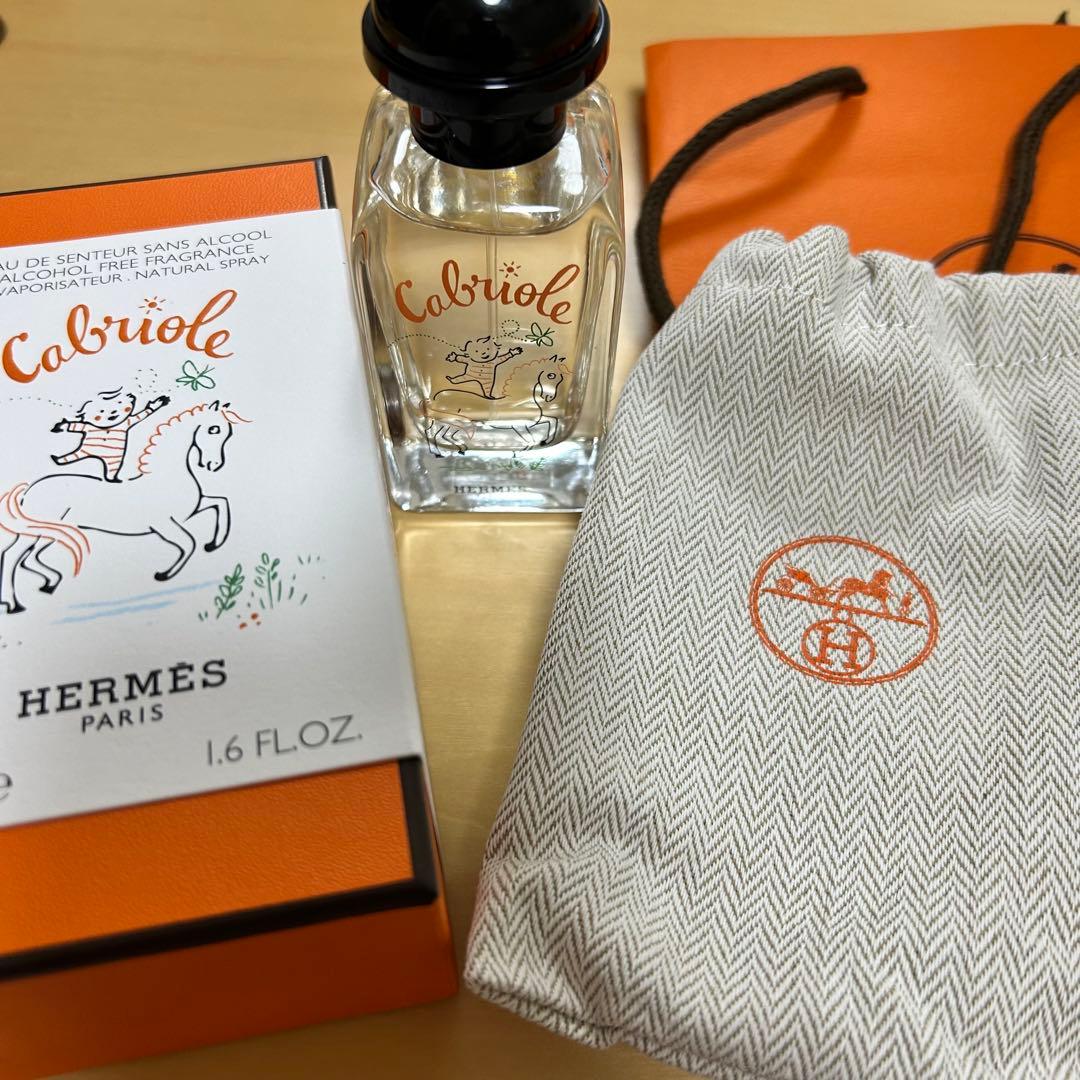 EAU DE SENTEUR SANS ALCOOL
ALCOHOL FREE FRAGRANCE
VAPORISATEUR . NATURAL SPRAY
Cabriole
HERMÈS
PARIS
1.6 FL.OZ.
e
Cabriole
HERMÈS
H